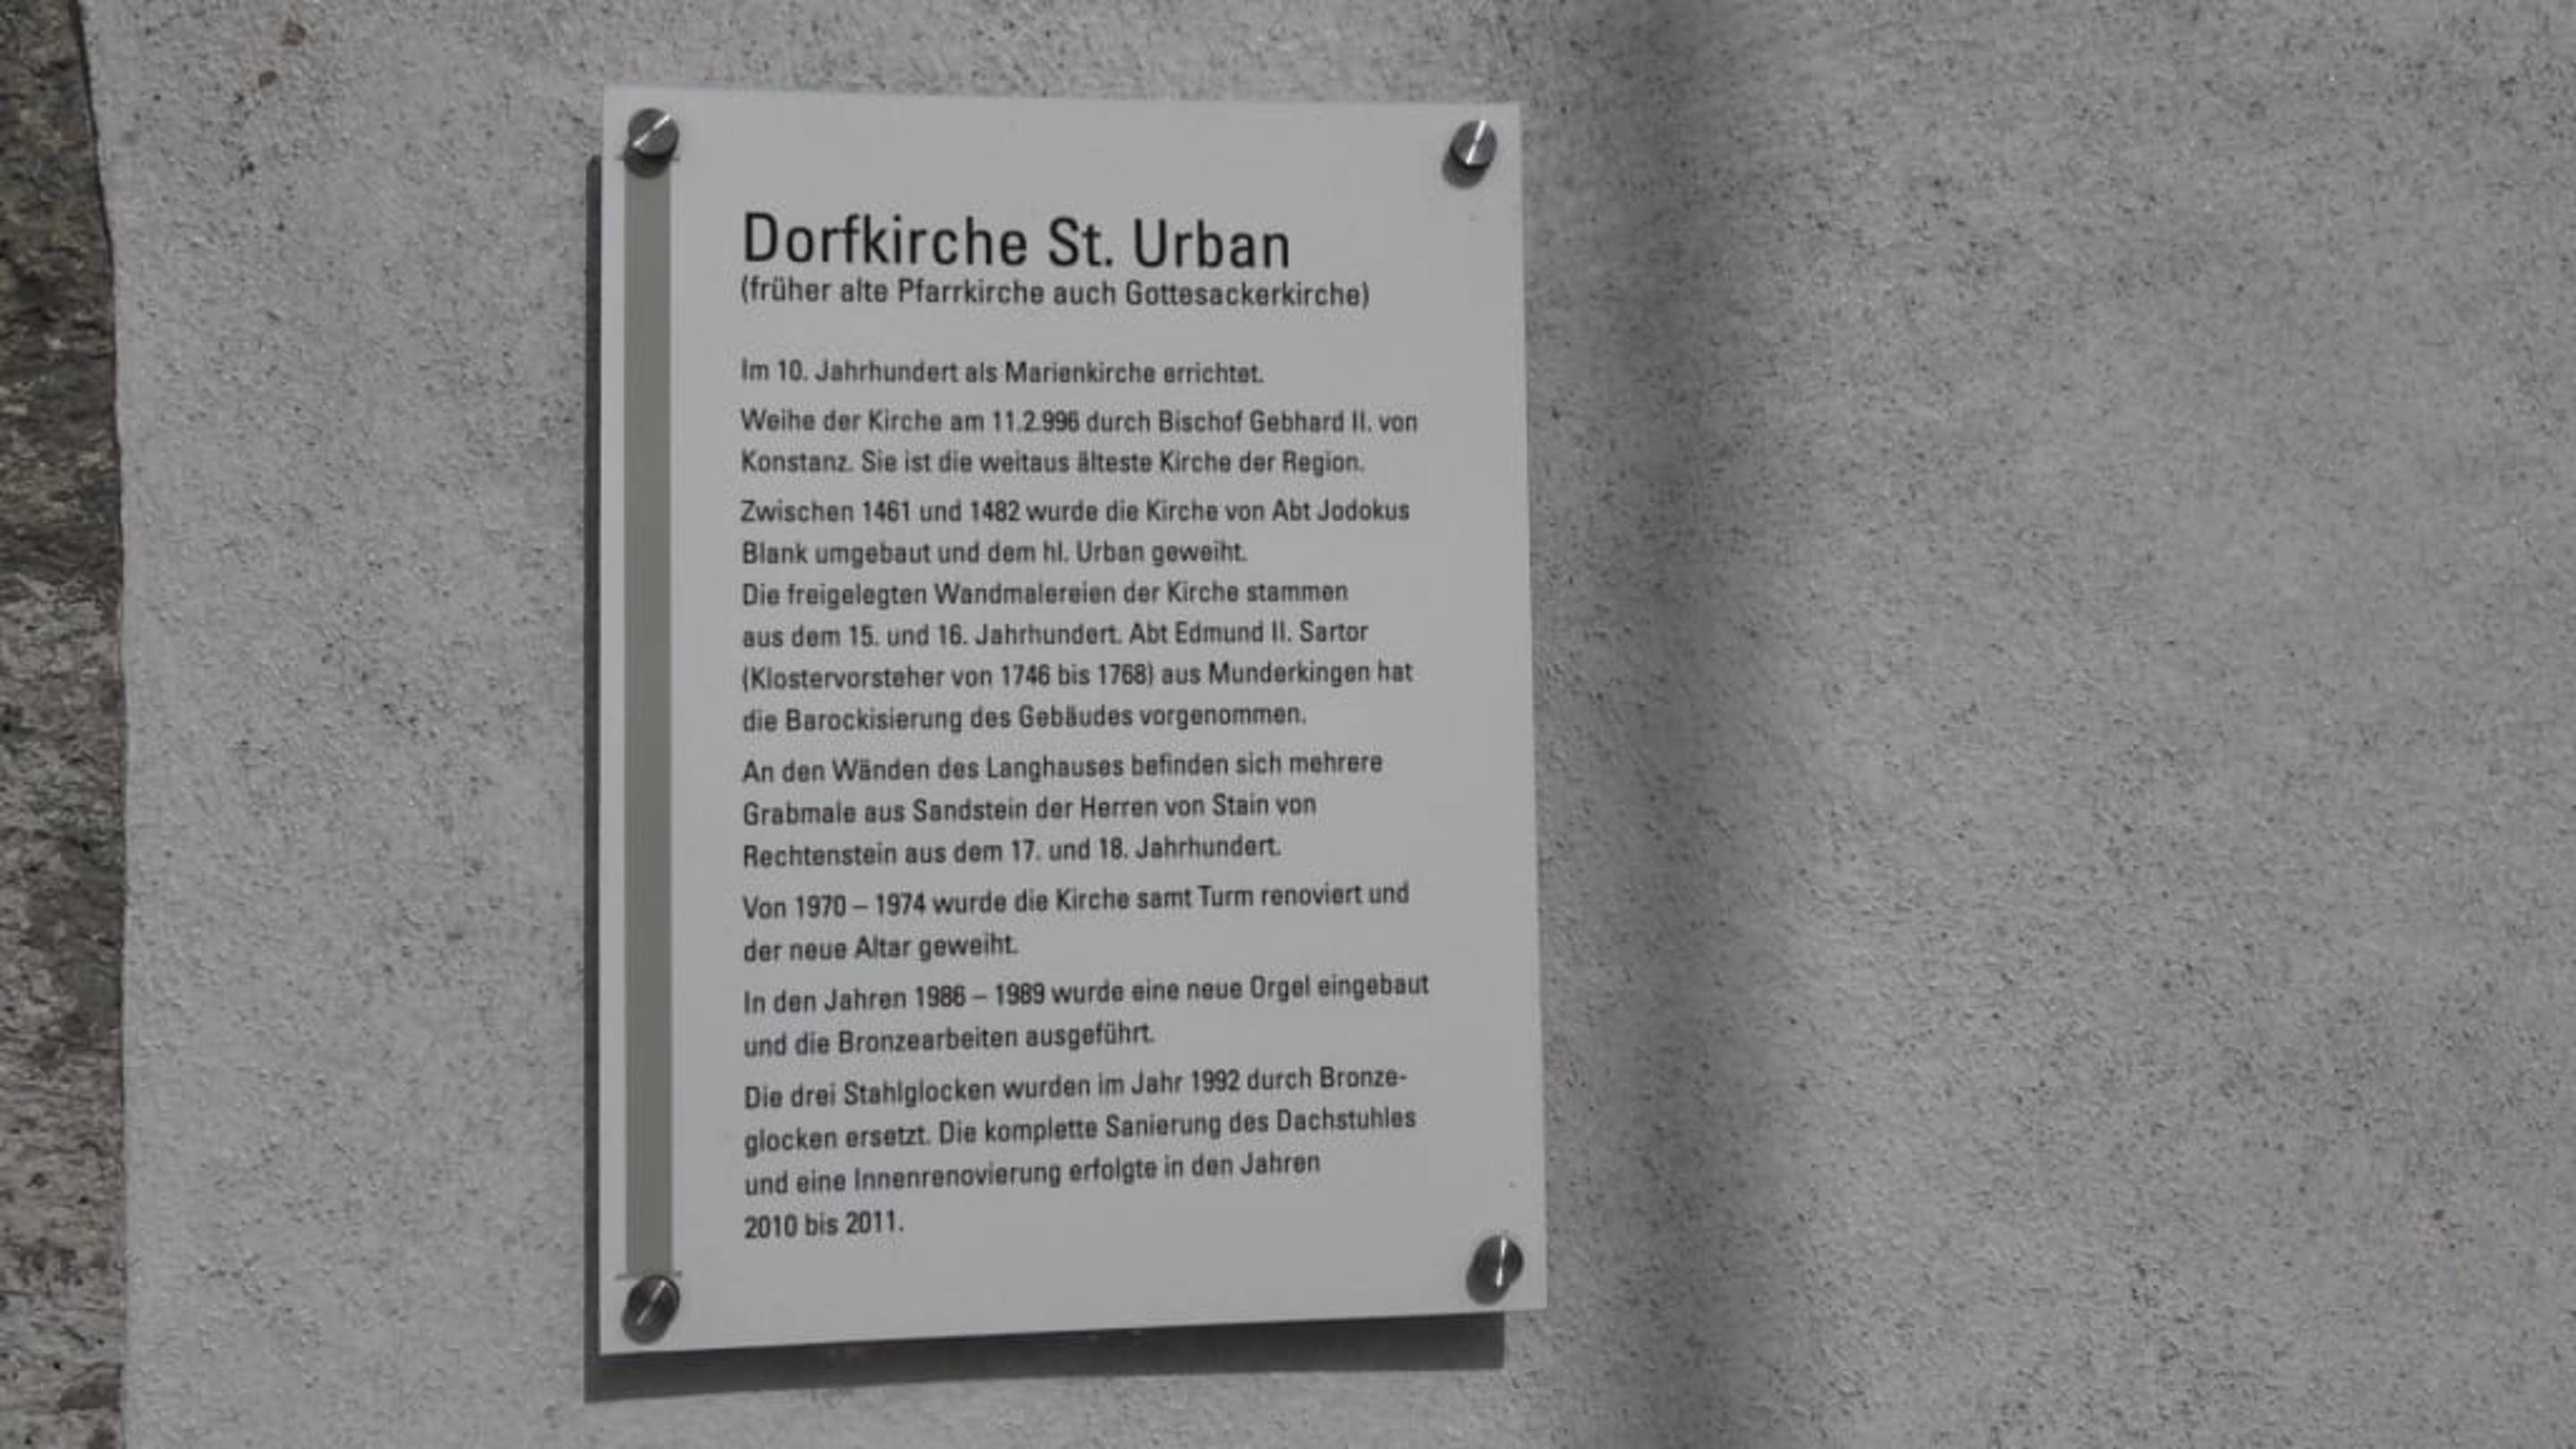 Dorfkirche St. Urban
(früher alte Pfarrkirche auch Gottesackerkirche)
Im 10. Jahrhundert als Marienkirche errichtet.
Weihe der Kirche am 11.2.996 durch Bischof Gebhard II. von
Konstanz. Sie ist die weitaus älteste Kirche der Region.
Zwischen 1461 und 1482 wurde die Kirche von Abt Jodokus
Blank umgebaut und dem hl. Urban geweiht.
Die freigelegten Wandmalereien der Kirche stammen
aus dem 15. und 16. Jahrhundert. Abt Edmund II. Sartor
(Klostervorsteher von 1746 bis 1768) aus Munderkingen hat
die Barockisierung des Gebäudes vorgenommen.
An den Wänden des Langhauses befinden sich mehrere
Grabmale aus Sandstein der Herren von Stain von
Rechtenstein aus dem 17. und 18. Jahrhundert.
Von 1970 – 1974 wurde die Kirche samt Turm renoviert und
der neue Altar geweiht.
In den Jahren 1986 – 1989 wurde eine neue Orgel eingebaut
und die Bronzearbeiten ausgeführt.
Die drei Stahlglocken wurden im Jahr 1992 durch Bronze-
glocken ersetzt. Die komplette Sanierung des Dachstuhles
und eine Innenrenovierung erfolgte in den Jahren
2010 bis 2011.